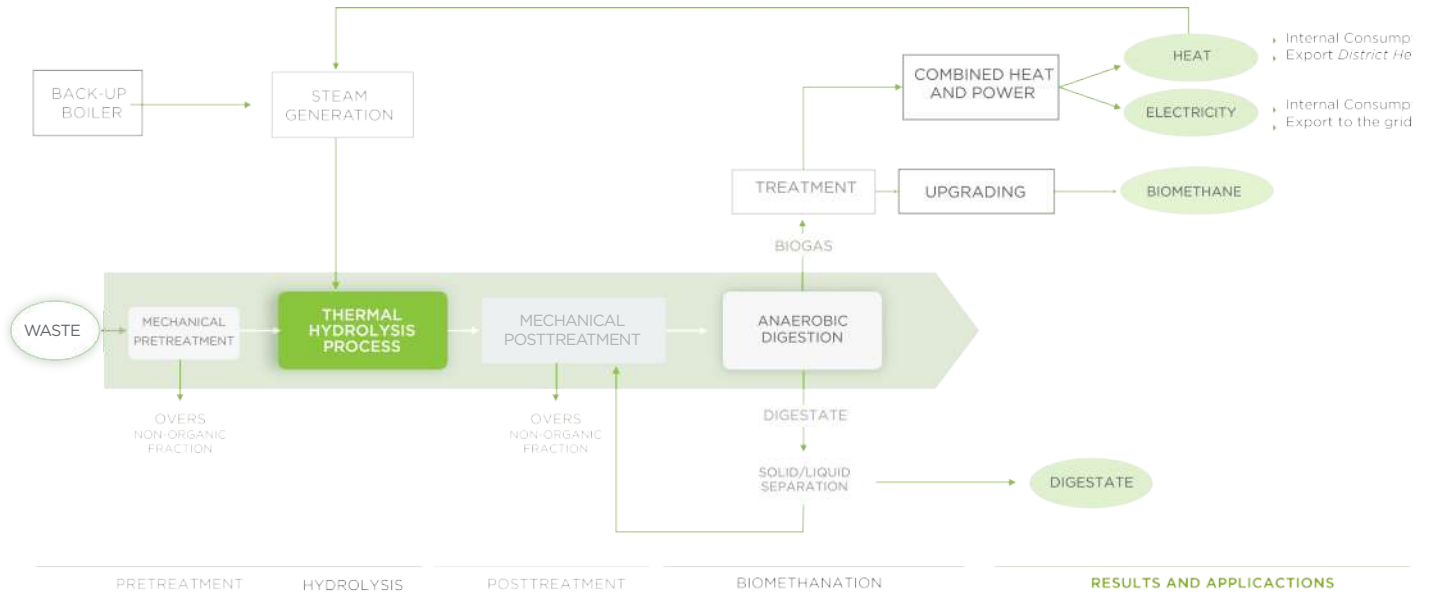 HEAT
Internal Consump
Export District He
BACK-UP
BOILER
STEAM
GENERATION
COMBINED HEAT
AND POWER
ELECTRICITY
Internal Consump
Export to the grid
TREATMENT
UPGRADING
BIOMETHANE
BIOGAS
WASTE
MECHANICAL
PRETREATMENT
THERMAL
HYDROLYSIS
PROCESS
MECHANICAL
POSTTREATMENT
ANAEROBIC
DIGESTION
OVERS
NON-ORGANIC
FRACTION
OVERS
NON-ORGANIC
FRACTION
DIGESTATE
SOLID/LIQUID
SEPARATION
DIGESTATE
PRETREATMENT
HYDROLYSIS
POSTTREATMENT
BIOMETHANATION
RESULTS AND APPLICACTIONS